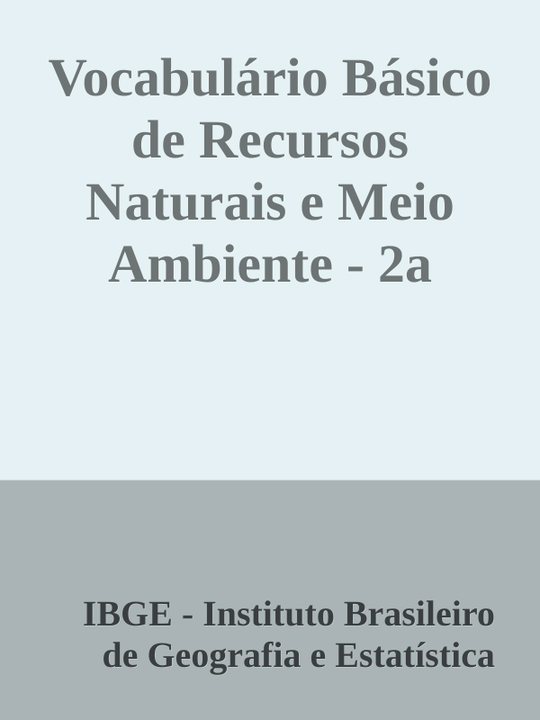 Vocabulário Básico
de Recursos
Naturais e Meio
Ambiente - 2a
IBGE - Instituto Brasileiro
de Geografia e Estatística